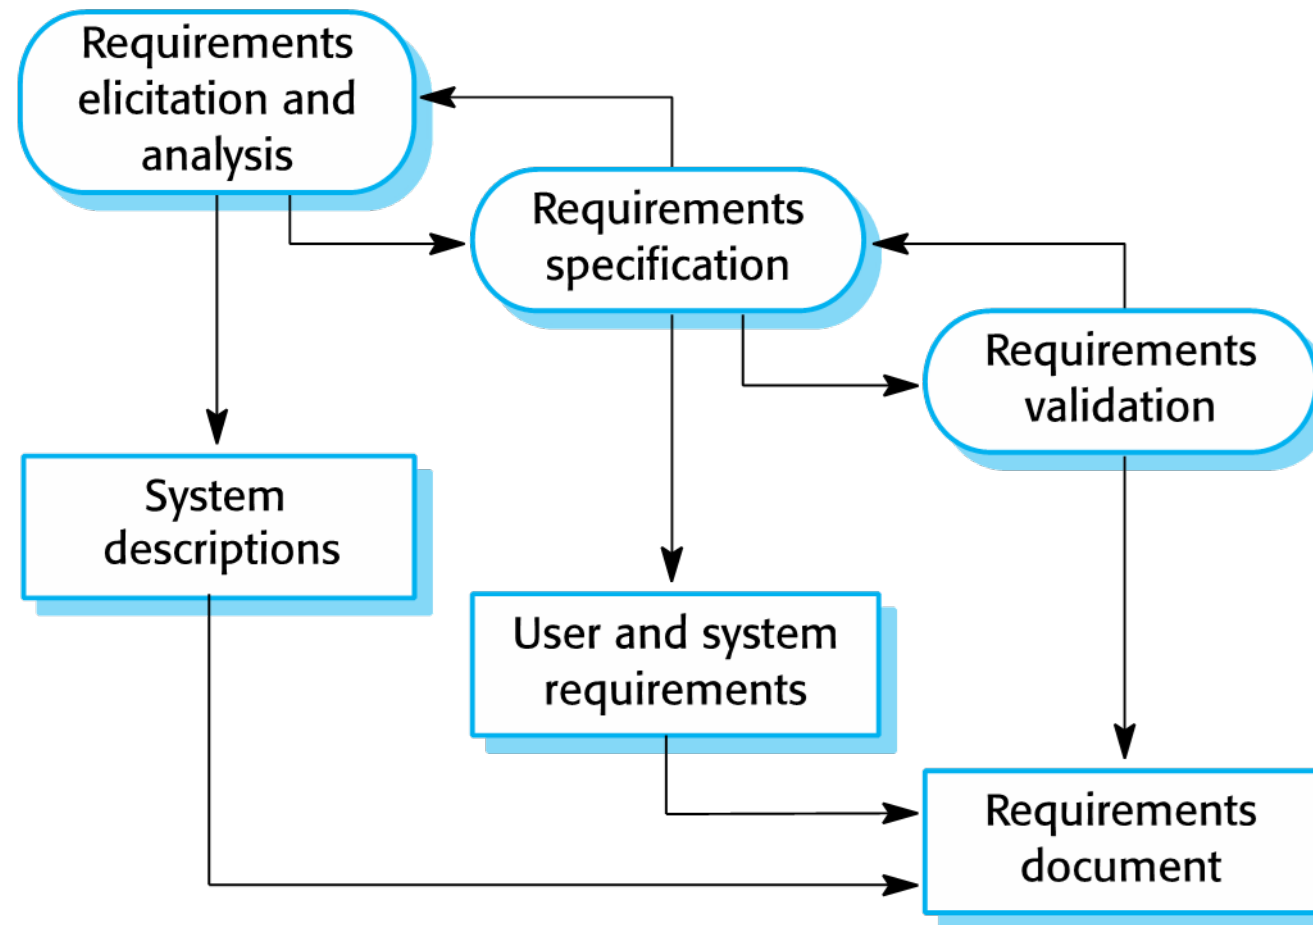 Requirements
elicitation and
analysis
Requirements
specification
Requirements
validation
System
descriptions
User and system
requirements
Requirements
document